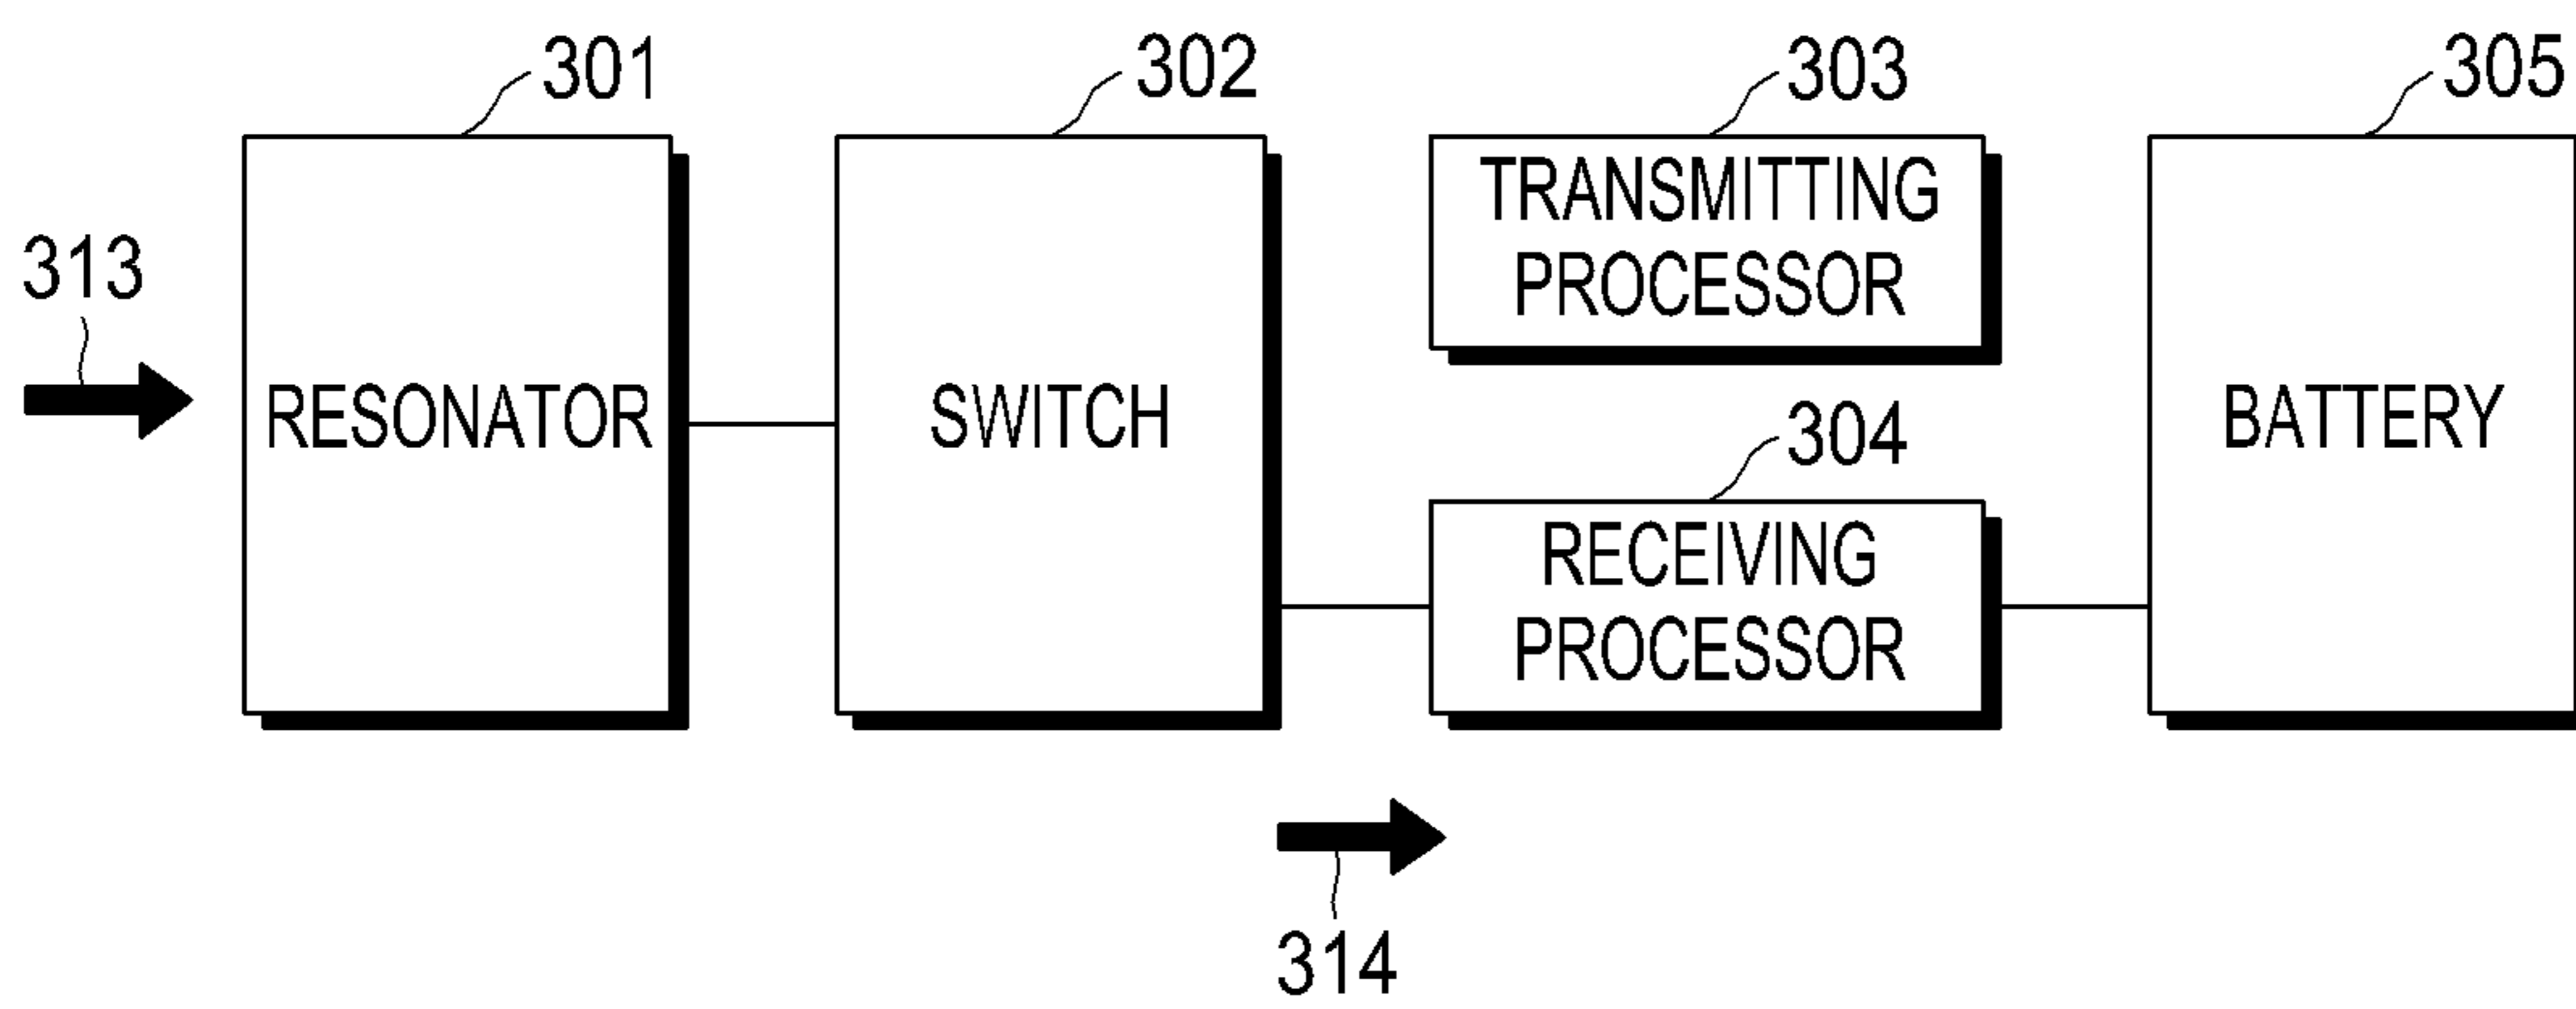 301
302
303
305
TRANSMITTING
PROCESSOR
313
RESONATOR
SWITCH
BATTERY
304
RECEIVING
PROCESSOR
314